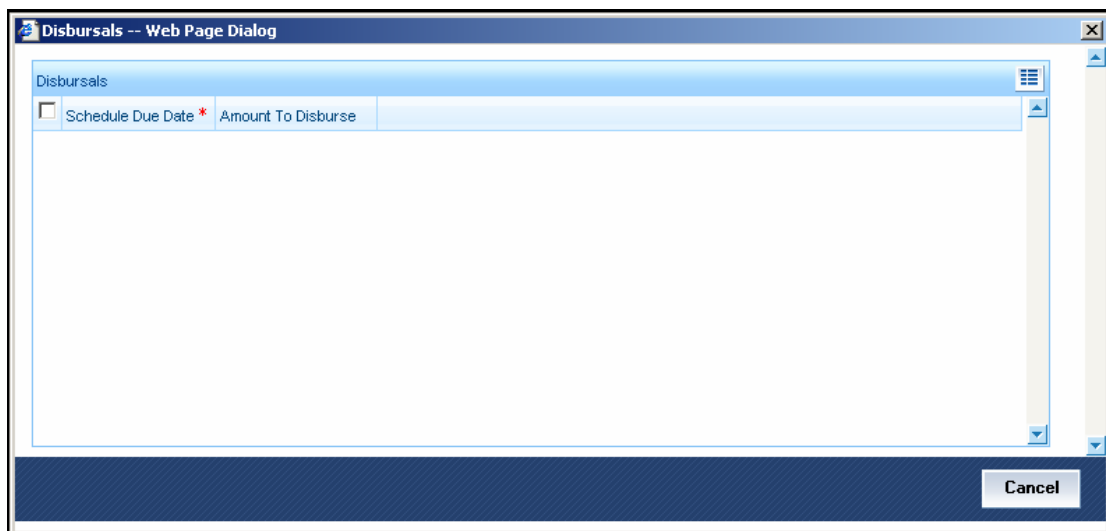 Disbursals -- Web Page Dialog
Disbursals
Schedule Due Date * Amount To Disburse
Cancel